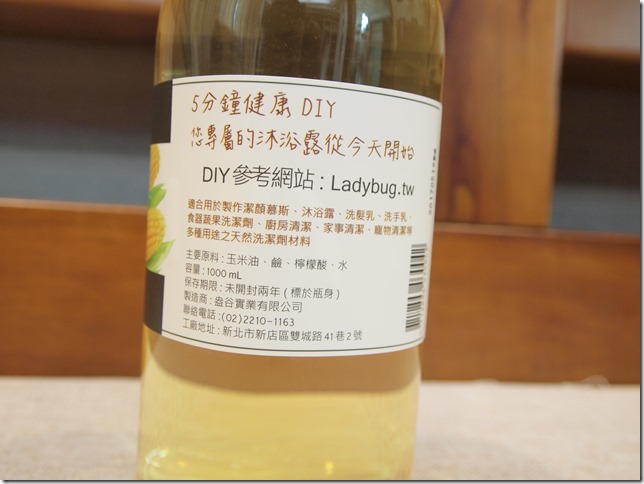 5分鐘健康 DIY
您專屬的沐浴露從今天開始
DIY參考網站：Ladybug.tw
適合用於製作潔顏慕斯、沐浴露、洗髮乳、洗手乳、
食器蔬果洗潔劑、廚房清潔、家事清潔、寵物清潔等
多種用途之天然洗潔劑材料
主要原料：玉米油、鹼、檸檬酸、水
容量：1000 mL
保存期限：未開封兩年（標於瓶身）
製造商：盎谷實業有限公司
聯絡電話：(02)2210-1163
工廠地址：新北市新店區雙城路41巷2號